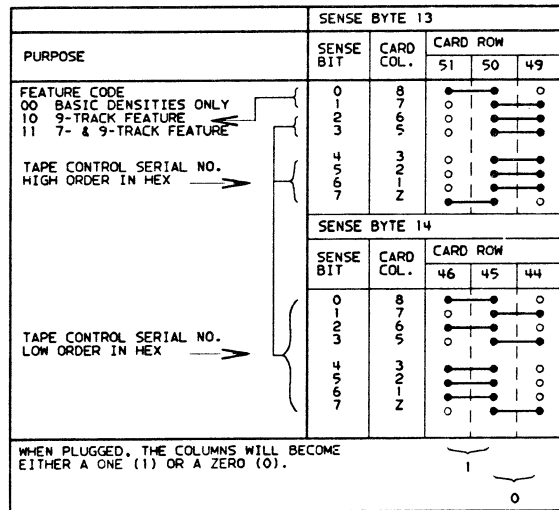 SENSE BYTE 13
PURPOSE
SENSE BIT
CARD COL.
CARD ROW
51 50 49
FEATURE CODE
00 BASIC DENSITIES ONLY
10 9-TRACK FEATURE
11 7- & 9-TRACK FEATURE
0 8
1 7
2 6
3 5
TAPE CONTROL SERIAL NO.
HIGH ORDER IN HEX
4 3
5 2
6 1
7 Z
SENSE BYTE 14
SENSE BIT
CARD COL.
CARD ROW
46 45 44
0 8
1 7
2 6
3 5
TAPE CONTROL SERIAL NO.
LOW ORDER IN HEX
4 3
5 2
6 1
7 Z
WHEN PLUGGED, THE COLUMNS WILL BECOME
EITHER A ONE (1) OR A ZERO (0).
1
0